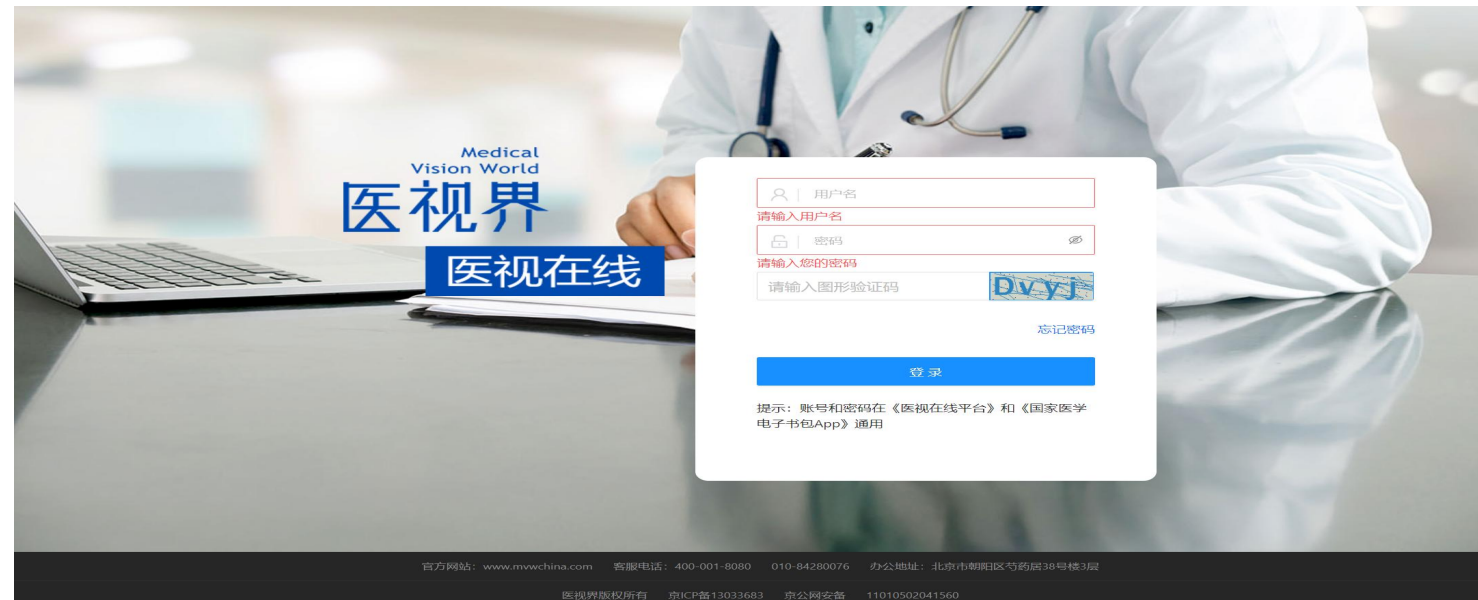 Medical
Vision World
医视界
医视在线
用户名
请输入用户名
密码
请输入您的密码
请输入图形验证码
Dvyj
忘记密码
登录
提示：账号和密码在《医视在线平台》和《国家医学
电子书包App》通用
官方网站：www.mvwchina.com 客服电话：400-001-8080 010-84280076 办公地址：北京市朝阳区芍药居38号楼3层
医视界版权所有 京ICP备13033683 京公网安备 11010502041560